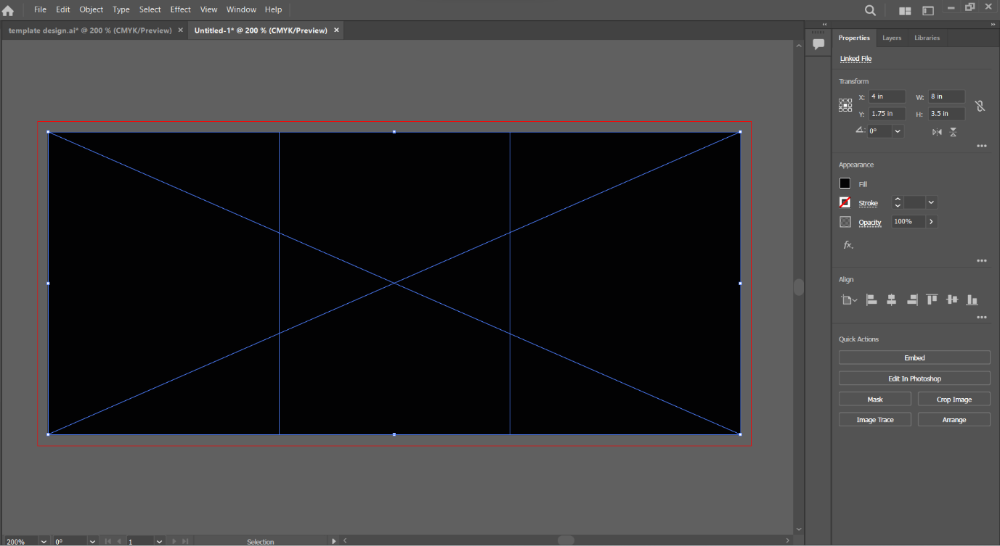 File Edit Object Type Select Effect View Window Help
template design.ai* @ 200 % (CMYK/Preview) × Untitled-1* @ 200 % (CMYK/Preview) ×
Properties Layers Libraries
Linked File
Transform
X: 4 in W: 8 in
Y: 1.75 in H: 3.5 in
0°
Appearance
Fill
Stroke
Opacity 100%
fx.
Align
Quick Actions
Embed
Edit In Photoshop
Mask Crop Image
Image Trace Arrange
200% 0° 1 Selection